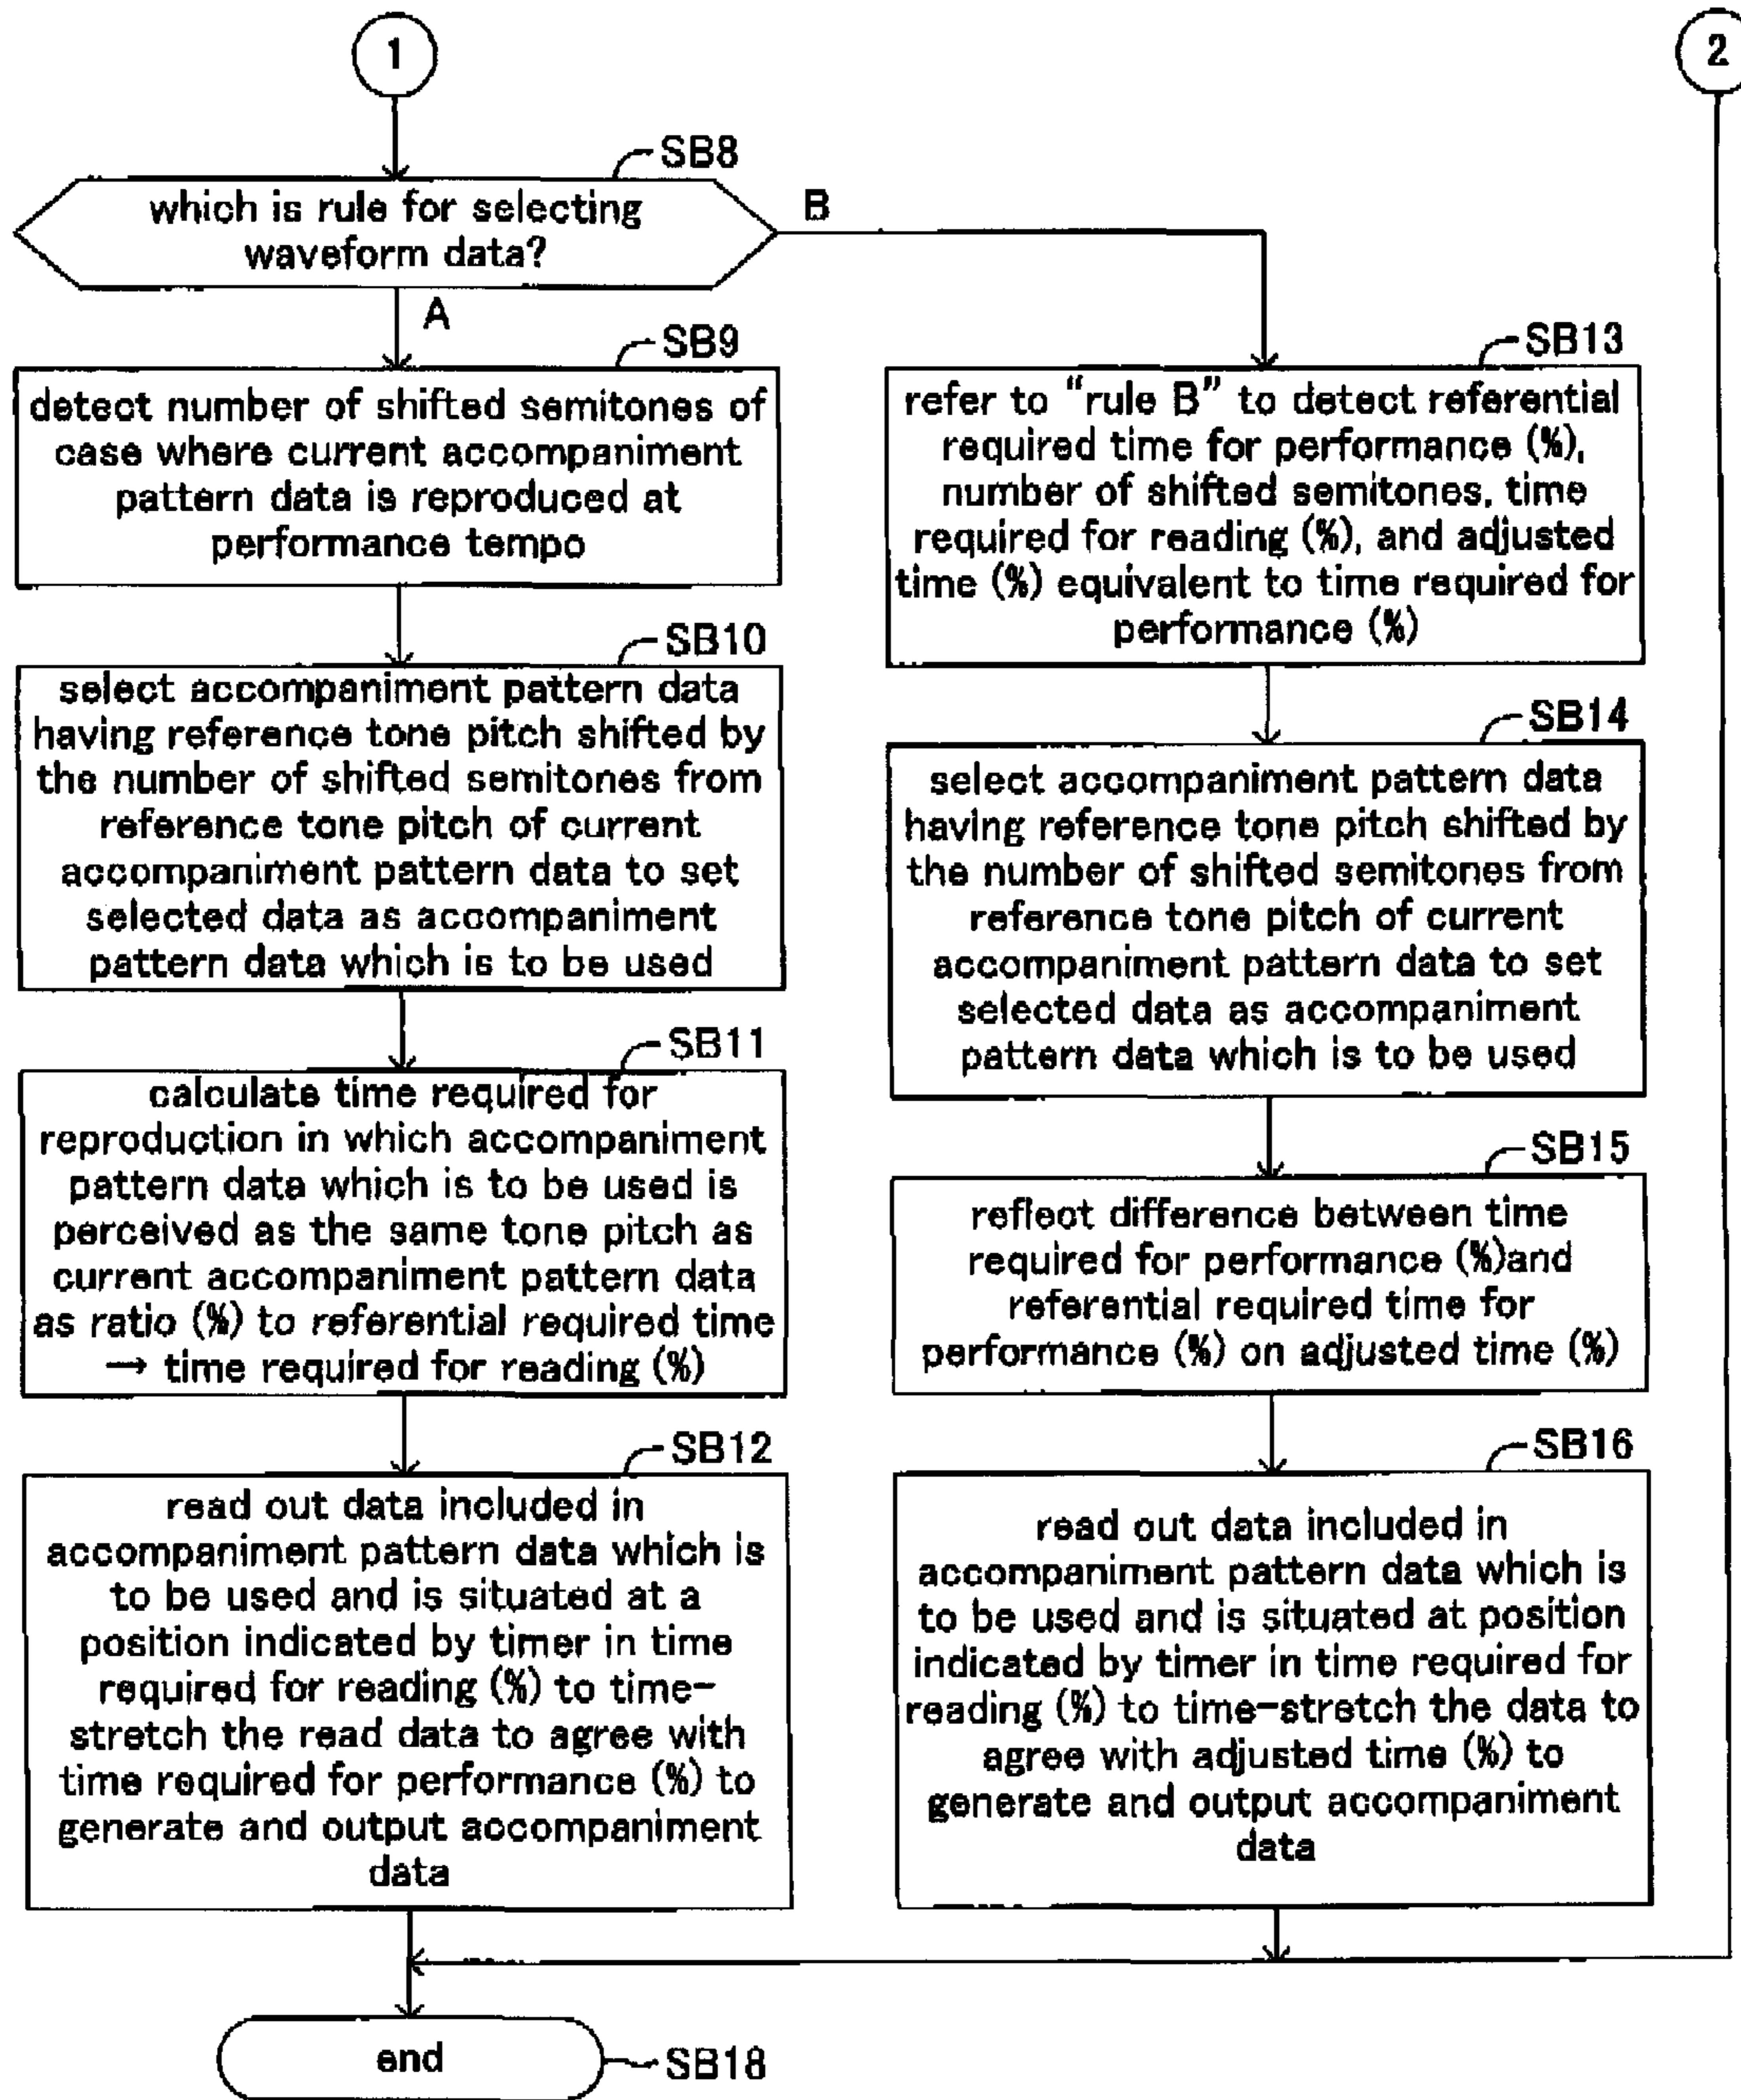 1
2
SB8
which is rule for selecting
waveform data?
B
A
SB9
detect number of shifted semitones of
case where current accompaniment
pattern data is reproduced at
performance tempo
SB10
select accompaniment pattern data
having reference tone pitch shifted by
the number of shifted semitones from
reference tone pitch of current
accompaniment pattern data to set
selected data as accompaniment
pattern data which is to be used
SB11
calculate time required for
reproduction in which accompaniment
pattern data which is to be used is
perceived as the same tone pitch as
current accompaniment pattern data
as ratio (%) to referential required time
→ time required for reading (%)
SB12
read out data included in
accompaniment pattern data which is
to be used and is situated at a
position indicated by timer in time
required for reading (%) to time-
stretch the read data to agree with
time required for performance (%) to
generate and output accompaniment
data
SB13
refer to “rule B” to detect referential
required time for performance (%),
number of shifted semitones, time
required for reading (%), and adjusted
time (%) equivalent to time required for
performance (%)
SB14
select accompaniment pattern data
having reference tone pitch shifted by
the number of shifted semitones from
reference tone pitch of current
accompaniment pattern data to set
selected data as accompaniment
pattern data which is to be used
SB15
reflect difference between time
required for performance (%)and
referential required time for
performance (%) on adjusted time (%)
SB16
read out data included in
accompaniment pattern data which is
to be used and is situated at position
indicated by timer in time required for
reading (%) to time-stretch the data to
agree with adjusted time (%) to
generate and output accompaniment
data
end
SB18